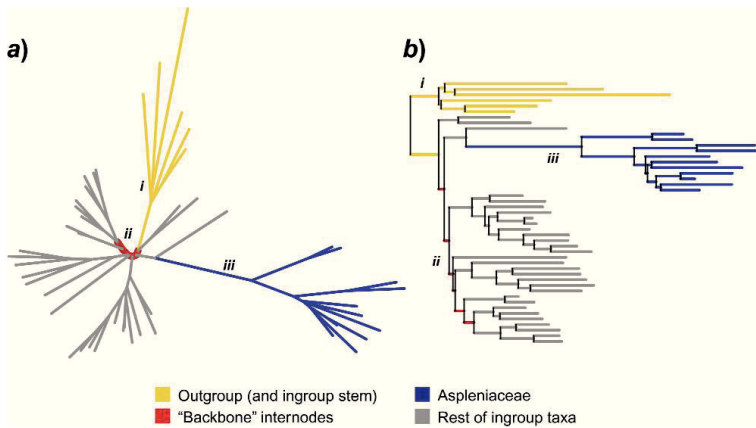 a)
b)
i
i
iii
iii
ii
ii
Outgroup (and ingroup stem)
Aspleniaceae
“Backbone” internodes
Rest of ingroup taxa